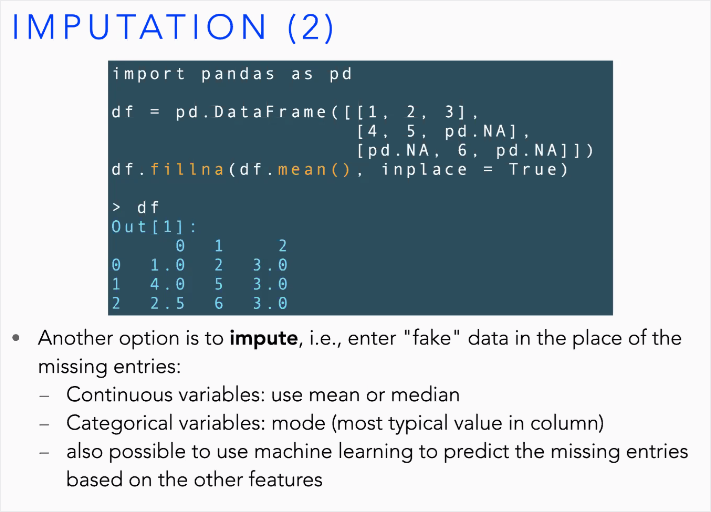 IMPUTATION (2)
import pandas as pd
df = pd.DataFrame([[1, 2, 3],
[4, 5, pd.NA],
[pd.NA, 6, pd.NA]])
df.fillna(df.mean(), inplace = True)
> df
Out[1]:
0 1 2
0 1.0 2 3.0
1 4.0 5 3.0
2 2.5 6 3.0
• Another option is to impute, i.e., enter "fake" data in the place of the
missing entries:
– Continuous variables: use mean or median
– Categorical variables: mode (most typical value in column)
– also possible to use machine learning to predict the missing entries
based on the other features